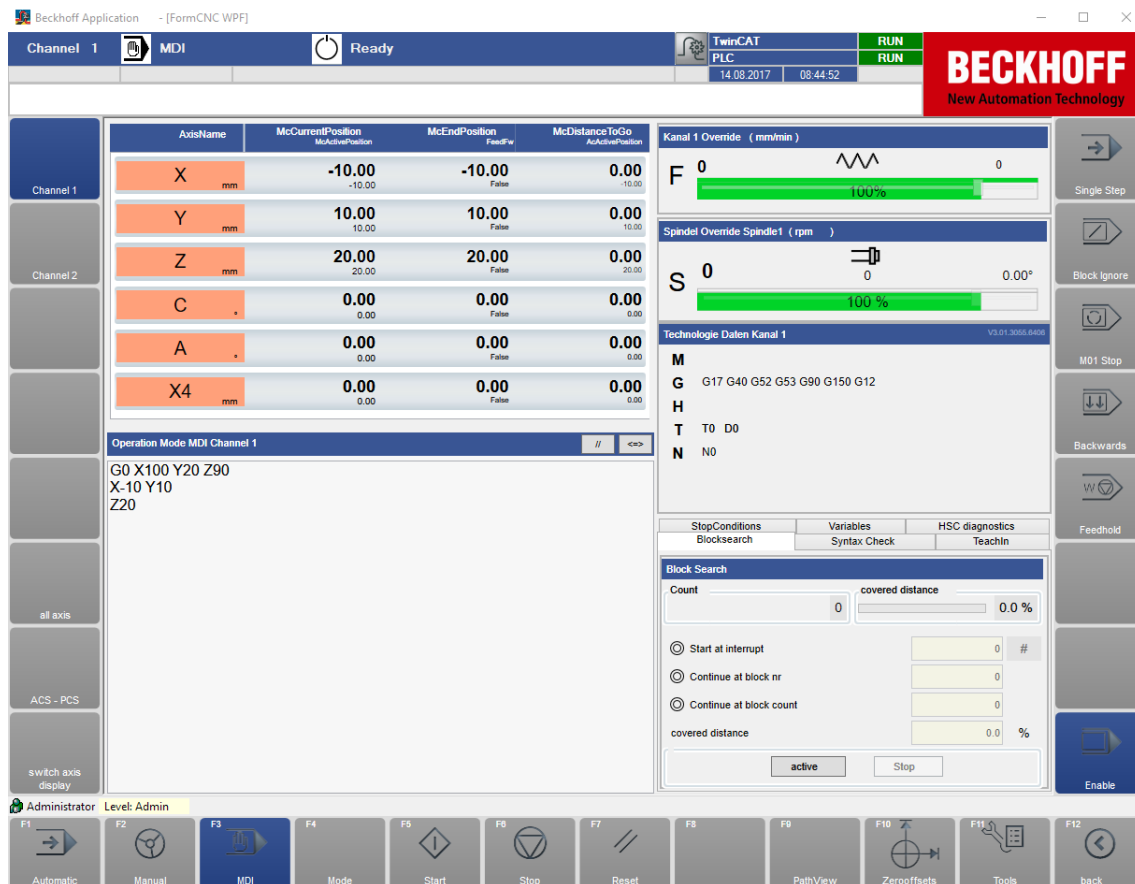 Beckhoff Application - [FormCNC WPF]
Channel 1 MDI Ready
TwinCAT RUN
PLC RUN
14.08.2017 08:44:52
BECKHOFF
New Automation Technology
Channel 1
Channel 2
all axis
ACS - PCS
switch axis
display
AxisName McCurrentPosition McEndPosition McDistanceToGo
McActivePosition FeedFw AcActivePosition
X mm -10.00 -10.00 0.00
-10.00 False -10.00
Y mm 10.00 10.00 0.00
10.00 False 10.00
Z mm 20.00 20.00 0.00
20.00 False 20.00
C ° 0.00 0.00 0.00
0.00 False 0.00
A ° 0.00 0.00 0.00
0.00 False 0.00
X4 mm 0.00 0.00 0.00
0.00 False 0.00
Operation Mode MDI Channel 1 // <=>
G0 X100 Y20 Z90
X-10 Y10
Z20
Kanal 1 Override ( mm/min )
F 0 0
100%
Spindel Override Spindle1 ( rpm )
S 0 0 0.00°
100 %
Technologie Daten Kanal 1 V3.01.3065.6406
M
G G17 G40 G52 G53 G90 G150 G12
H
T T0 D0
N N0
StopConditions Variables HSC diagnostics
Blocksearch Syntax Check TeachIn
Block Search
Count covered distance
0 0.0 %
Start at interrupt 0 #
Continue at block nr 0
Continue at block count 0
covered distance 0.0 %
active Stop
Single Step
Block Ignore
M01 Stop
Backwards
W
Feedhold
Enable
Administrator Level: Admin
F1 F2 F3 F4 F5 F6 F7 F8 F9 F10 F11 F12
Automatic Manual MDI Mode Start Stop Reset PathView Zerooffsets Tools back